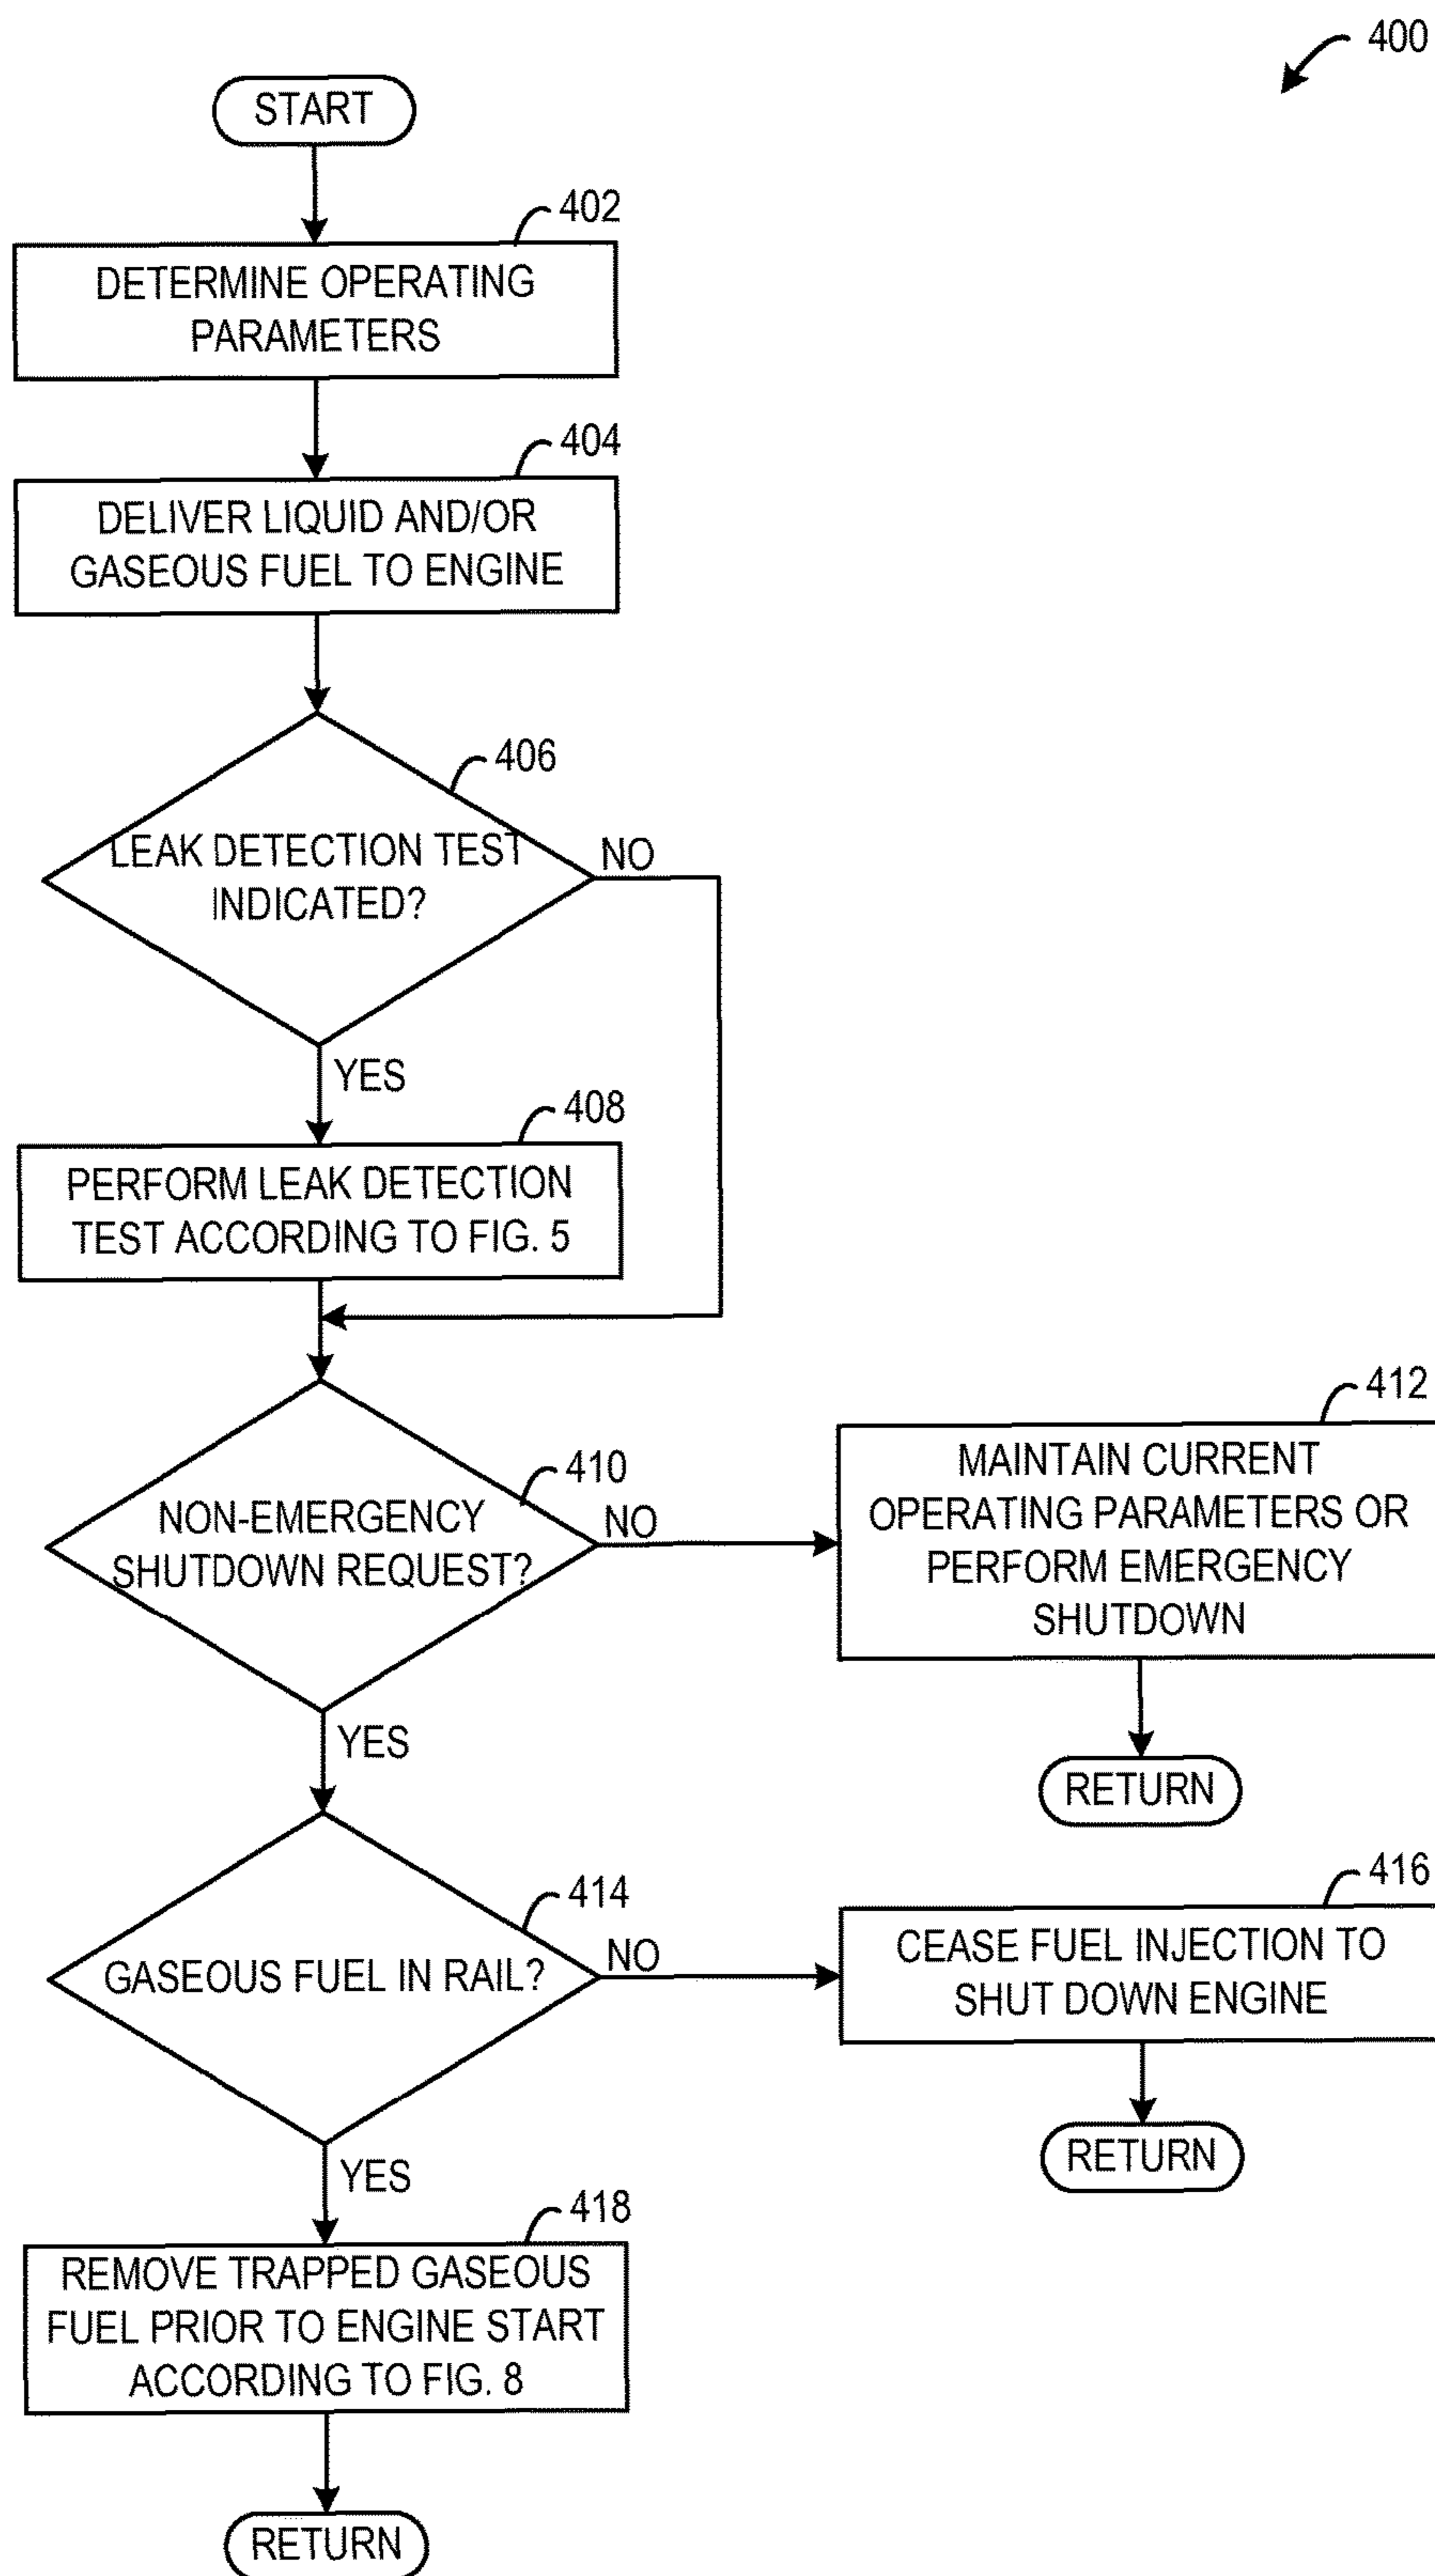 400
START
402
DETERMINE OPERATING
PARAMETERS
404
DELIVER LIQUID AND/OR
GASEOUS FUEL TO ENGINE
406
LEAK DETECTION TEST
INDICATED?
NO
YES
408
PERFORM LEAK DETECTION
TEST ACCORDING TO FIG. 5
410
NON-EMERGENCY
SHUTDOWN REQUEST?
NO
412
MAINTAIN CURRENT
OPERATING PARAMETERS OR
PERFORM EMERGENCY
SHUTDOWN
RETURN
YES
414
GASEOUS FUEL IN RAIL?
NO
416
CEASE FUEL INJECTION TO
SHUT DOWN ENGINE
RETURN
YES
418
REMOVE TRAPPED GASEOUS
FUEL PRIOR TO ENGINE START
ACCORDING TO FIG. 8
RETURN